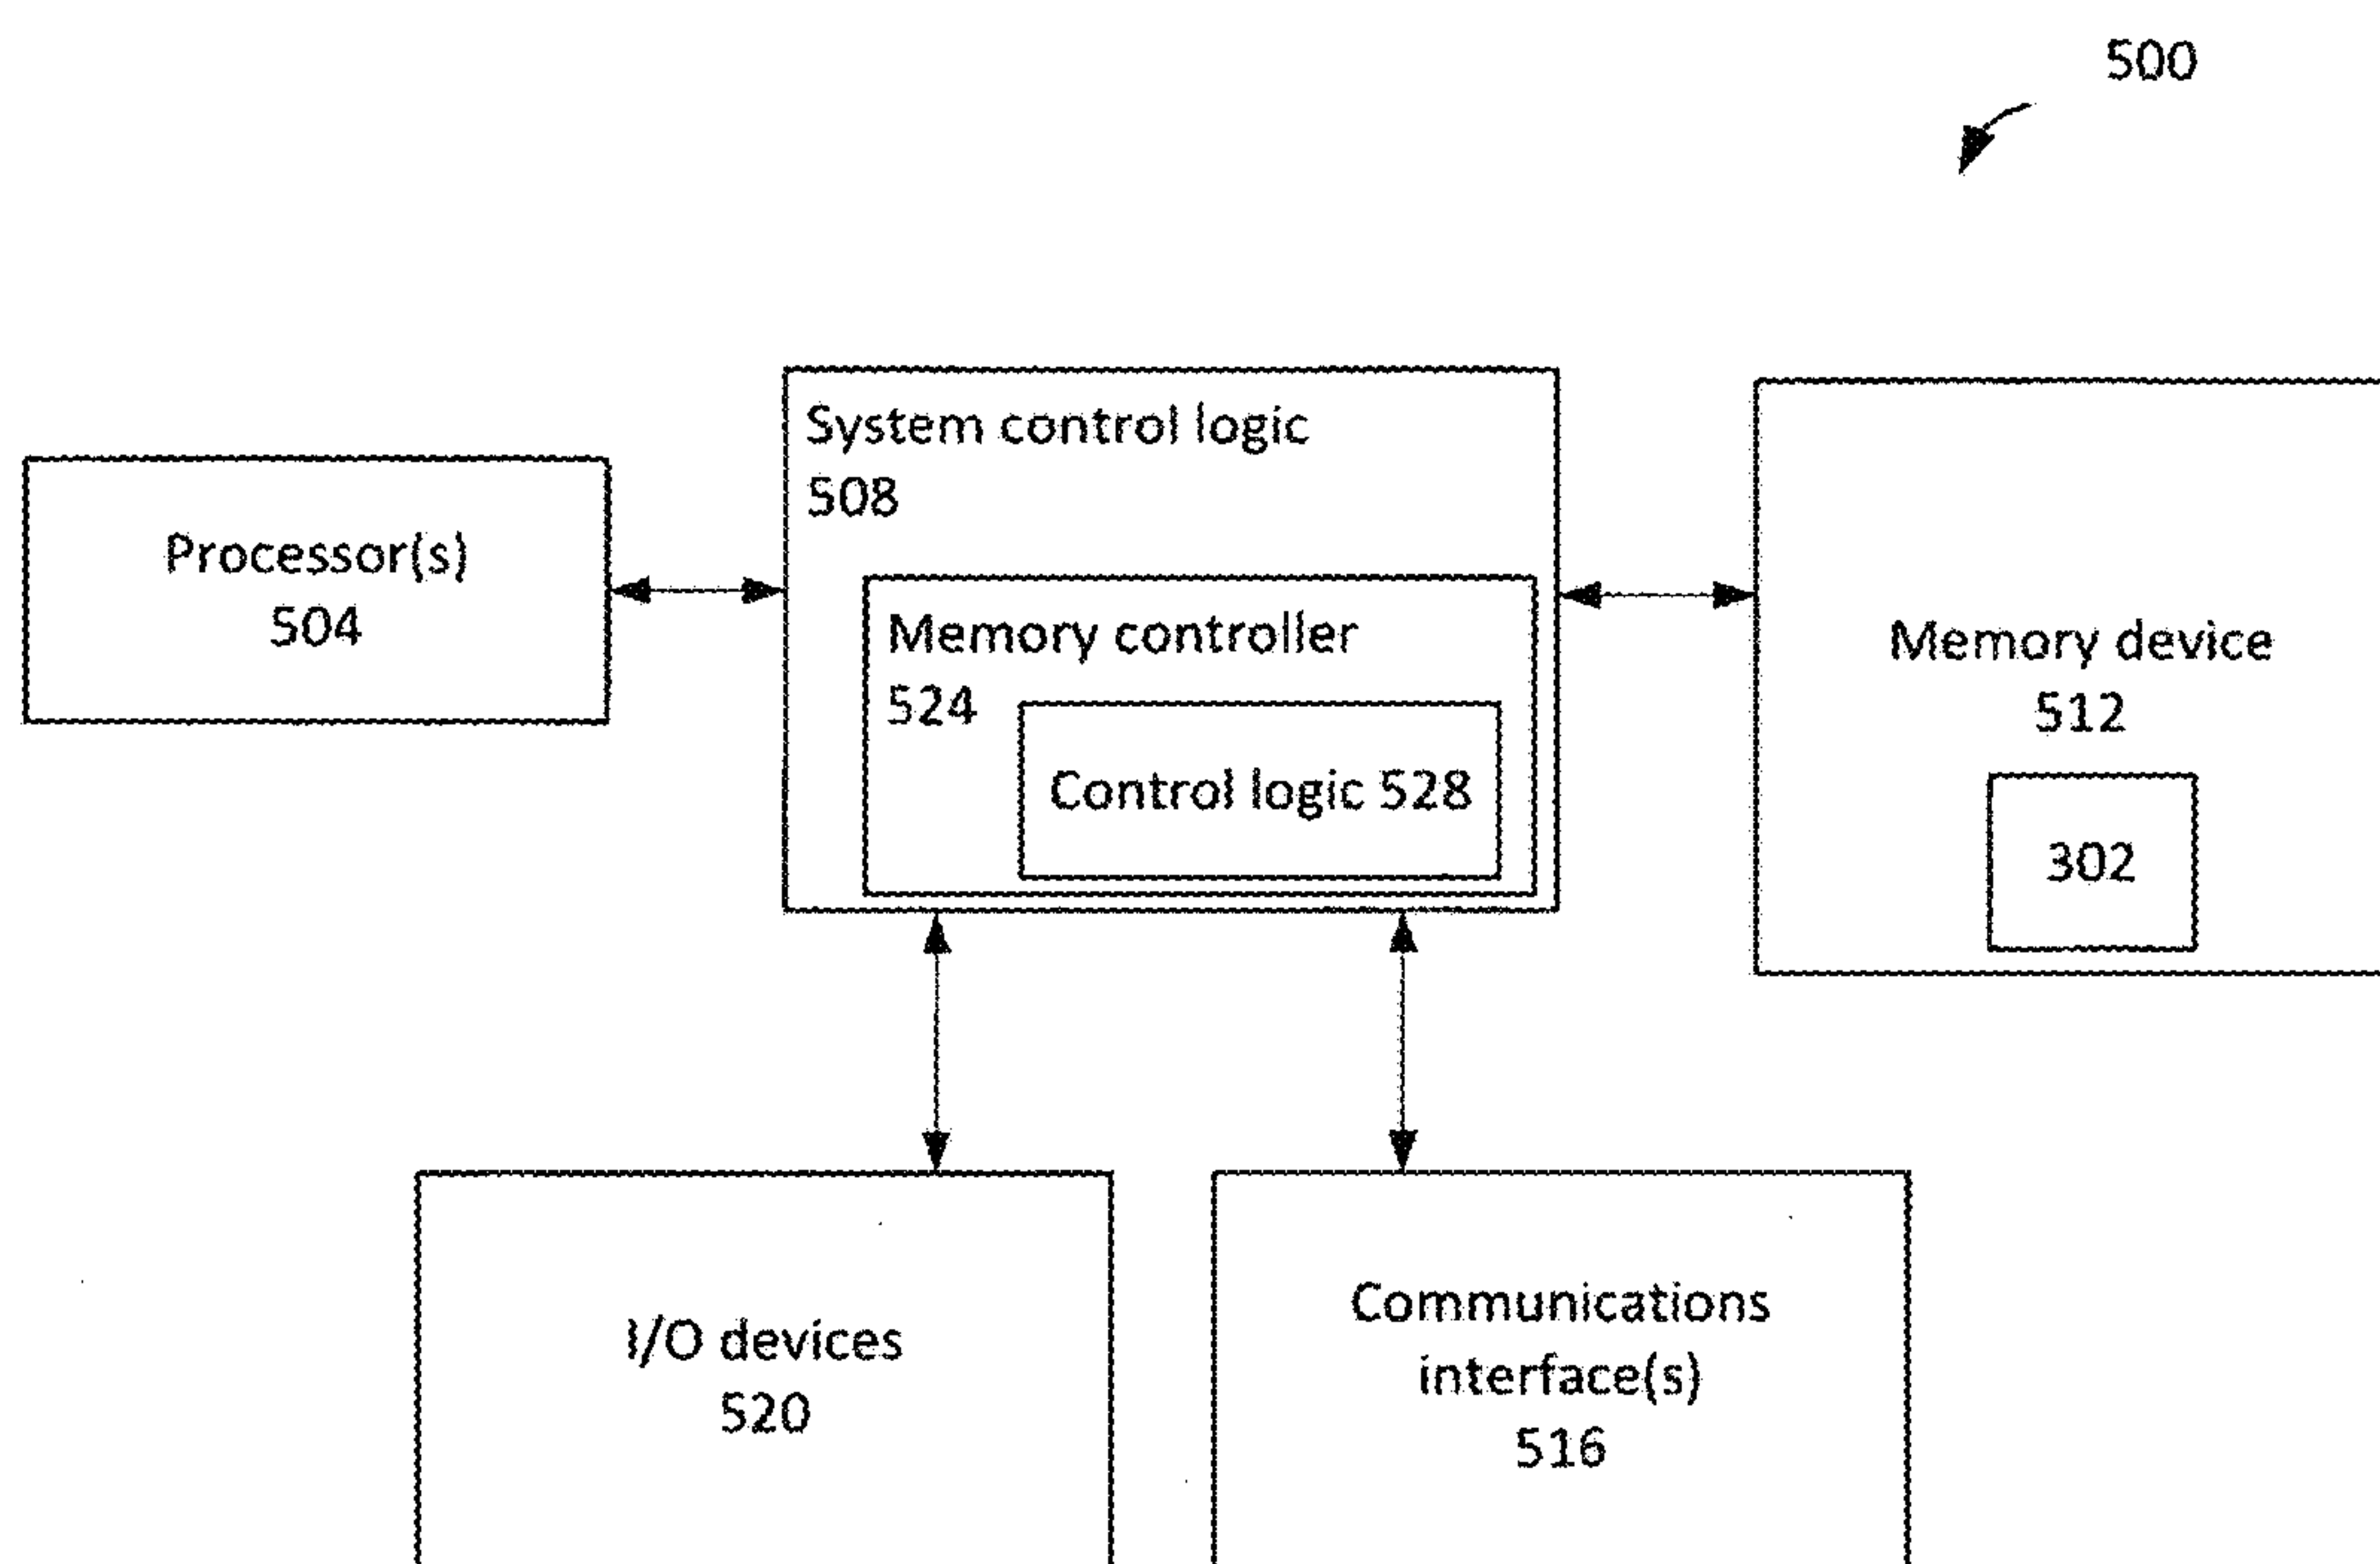 500
System control logic
508
Processor(s)
504
Memory controller
524
Control logic 528
Memory device
512
302
I/O devices
520
Communications
interface(s)
516